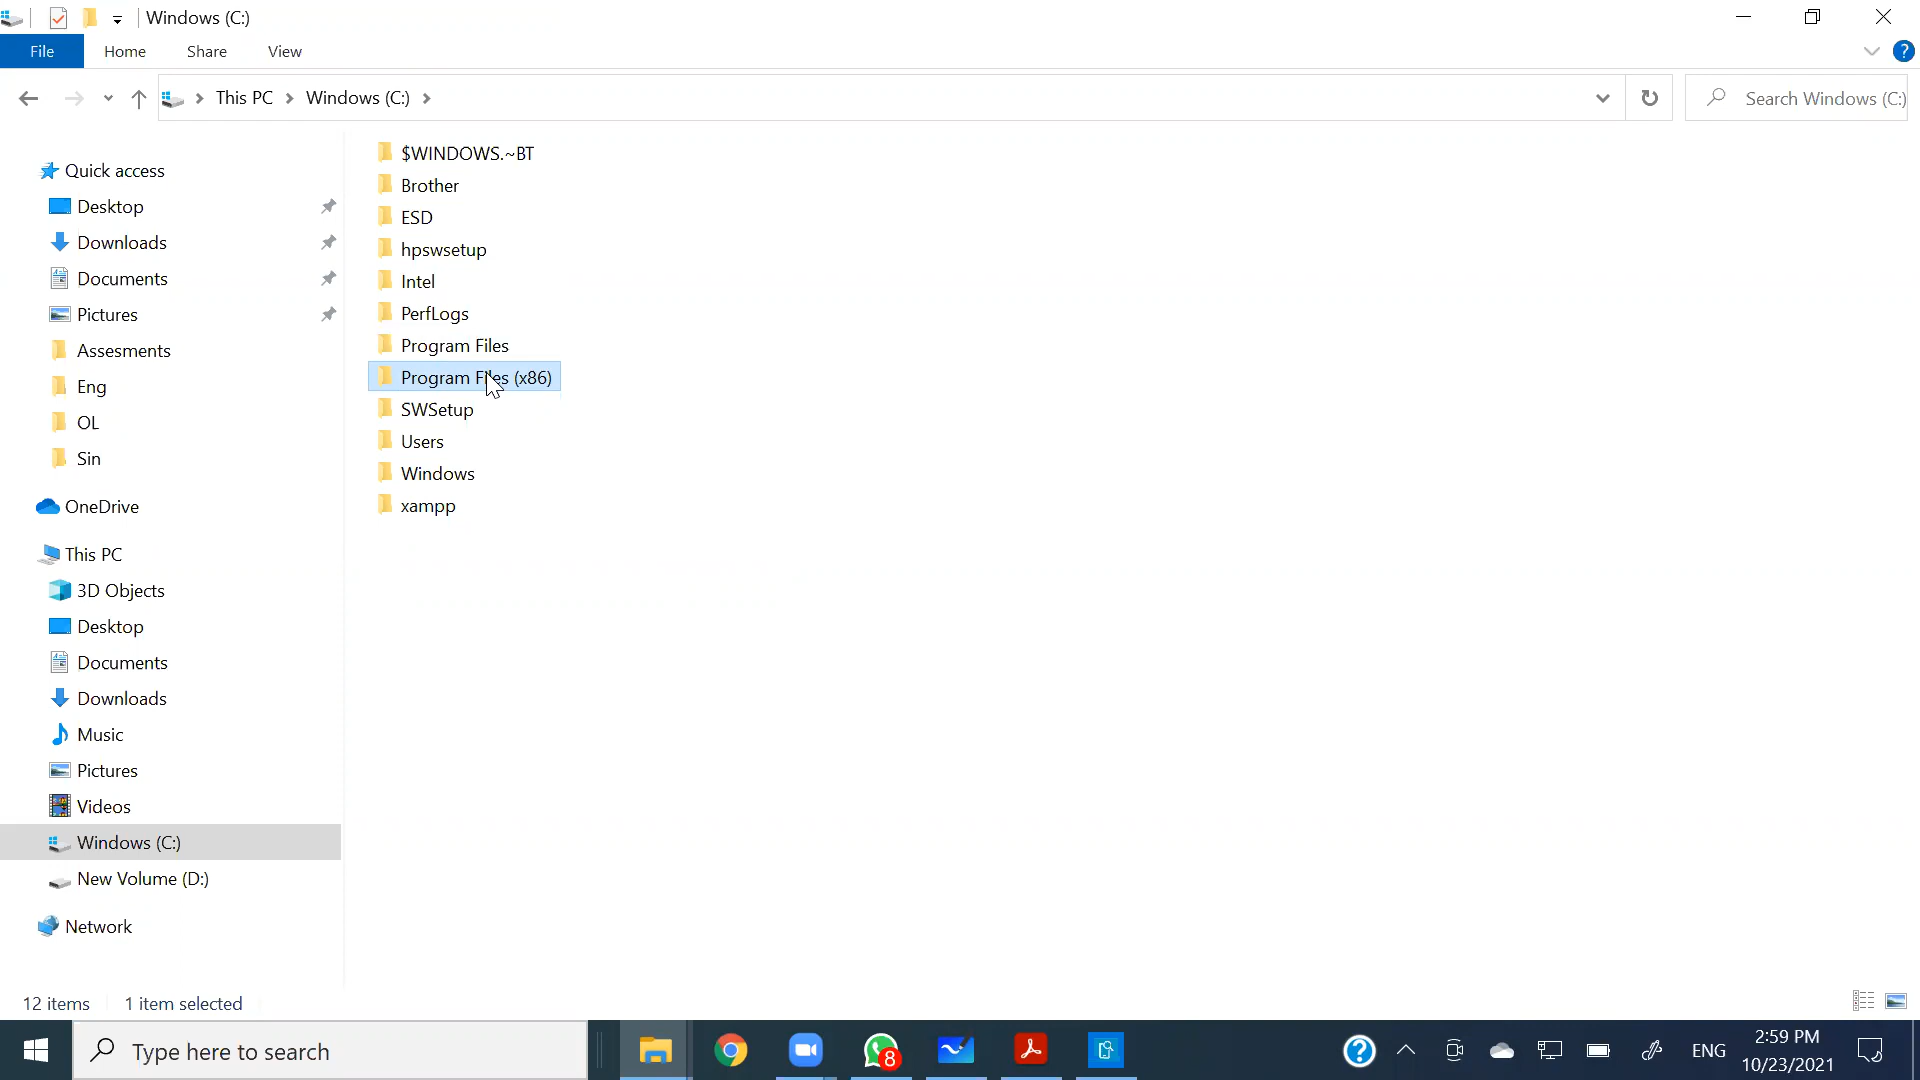 Windows (C:)
File Home Share View
This PC > Windows (C:) >
Search Windows (C:)
Quick access
Desktop
Downloads
Documents
Pictures
Assesments
Eng
OL
Sin
OneDrive
This PC
3D Objects
Desktop
Documents
Downloads
Music
Pictures
Videos
Windows (C:)
New Volume (D:)
Network
$WINDOWS.~BT
Brother
ESD
hpswsetup
Intel
PerfLogs
Program Files
Program Files (x86)
SWSetup
Users
Windows
xampp
12 items 1 item selected
Type here to search
8
ENG
2:59 PM
10/23/2021